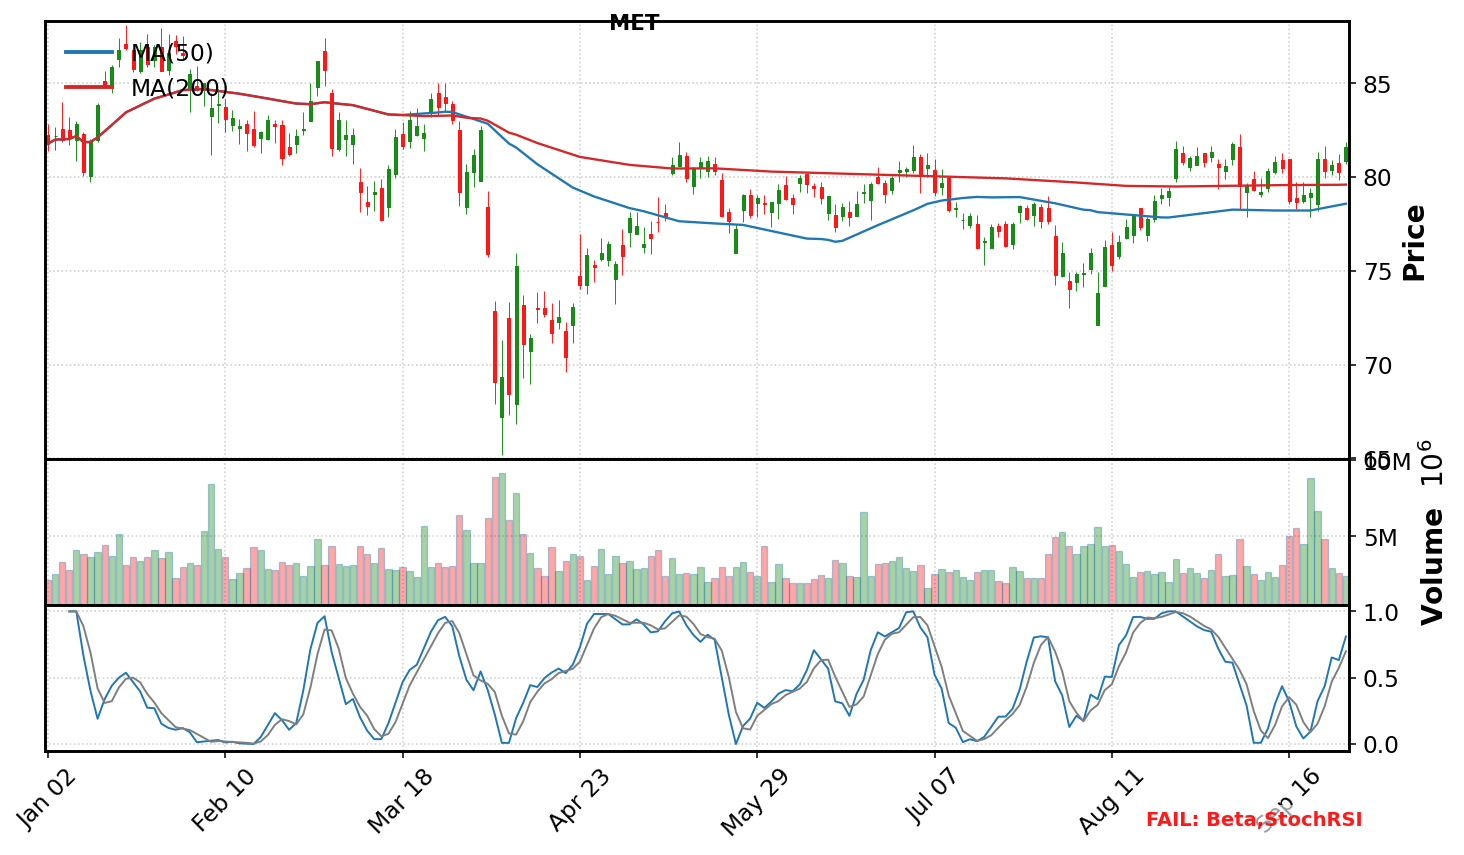 MET
MA(50)
MA(200)
85
80
75
70
65
Price
10M
5M
Volume 10^6
1.0
0.5
0.0
Jan 02
Feb 10
Mar 18
Apr 23
May 29
Jul 07
Aug 11
Sep 16
FAIL: Beta,StochRSI